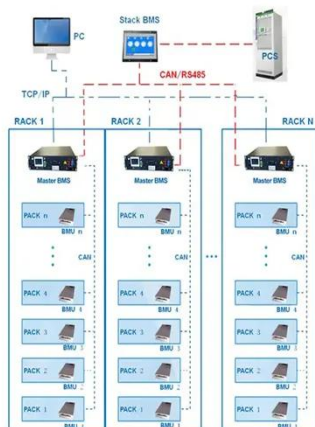 PC
Stack BMS
PCS
CAN/RS485
TCP/IP
RACK 1
RACK 2
RACK N
Master BMS
Master BMS
Master BMS
PACK n
BMU n
PACK n
BMU n
PACK n
BMU n
CAN
CAN
CAN
PACK 4
BMU 4
PACK 4
BMU 4
PACK 4
BMU 4
PACK 3
BMU 3
PACK 3
BMU 3
PACK 3
BMU 3
PACK 2
BMU 2
PACK 2
BMU 2
PACK 2
BMU 2
PACK 1
PACK 1
PACK 1